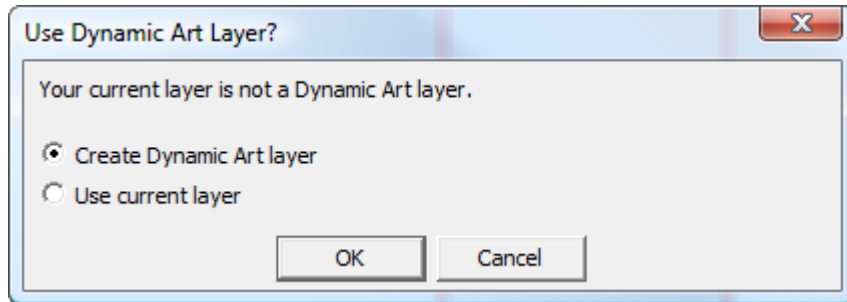 Use Dynamic Art Layer?
Your current layer is not a Dynamic Art layer.
Create Dynamic Art layer
Use current layer
OK Cancel